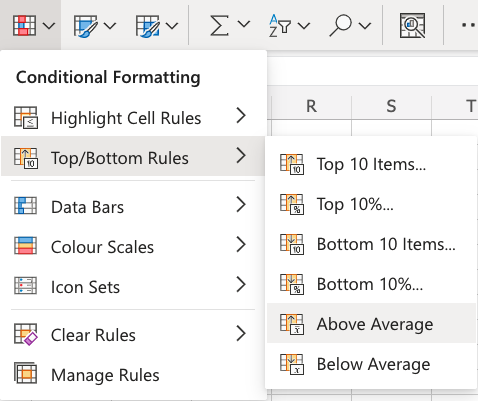 Conditional Formatting
Highlight Cell Rules
Top/Bottom Rules
Data Bars
Colour Scales
Icon Sets
Clear Rules
Manage Rules
R S T
Top 10 Items...
Top 10%...
Bottom 10 Items...
Bottom 10%...
Above Average
Below Average